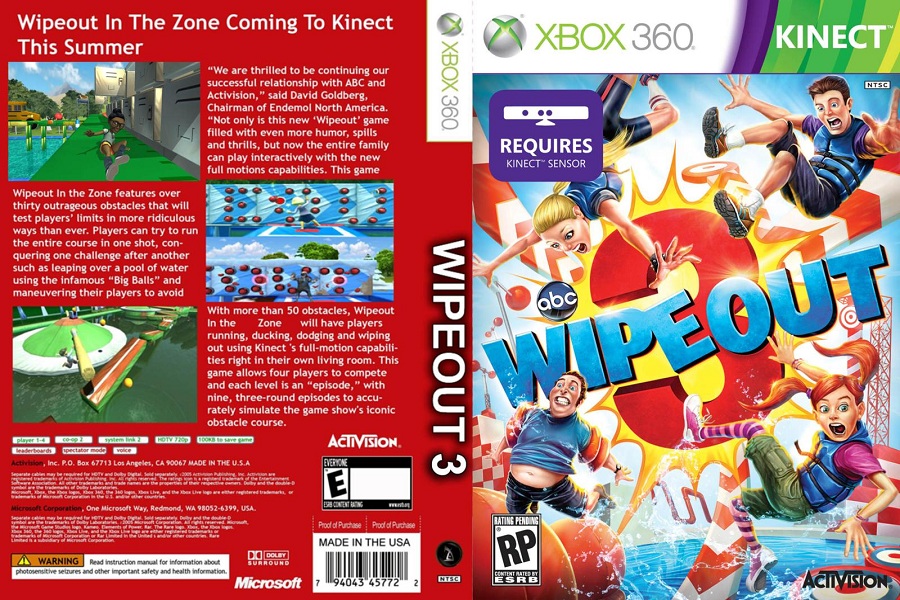 Wipeout In The Zone Coming To Kinect
This Summer
“We are thrilled to be continuing our
successful relationship with ABC and
Activision,” said David Goldberg,
Chairman of Endemol North America.
“Not only is this new ‘Wipeout’ game
filled with even more humor, spills
and thrills, but now the entire family
can play interactively with the new
full motions capabilities. This game
Wipeout In the Zone features over
thirty outrageous obstacles that will
test players’ limits in more ridiculous
ways than ever. Players can try to run
the entire course in one shot, con-
quering one challenge after another
such as leaping over a pool of water
using the infamous “Big Balls” and
maneuvering their players to avoid
With more than 50 obstacles, Wipeout
In the Zone will have players
running, ducking, dodging and wiping
out using Kinect 's full-motion capabili-
ties right in their own living room. This
game allows four players to compete
and each level is an “episode,” with
nine, three-round episodes to accu-
rately simulate the game show's iconic
obstacle course.
player 1-4 co-op 2 system link 2 HDTV 720p 100KB to save game
leaderboards spectator mode voice
ACTIVISION.
Activision, Inc. P.O. Box 67713 Los Angeles, CA 90067 MADE IN THE U.S.A
Microsoft Corporation, One Microsoft Way, Redmond, WA 98052-6399, USA.
EVERYONE
E
ESRB CONTENT RATING www.esrb.org
Proof of Purchase Proof of Purchase
MADE IN THE USA
7 94043 45772 2
WARNING Read instruction manual for information about
photosensitive seizures and other important safety and health information.
DOLBY
SURROUND
Microsoft
XBOX 360.
WIPEOUT 3
NTSC
XBOX 360.
KINECT™
NTSC
REQUIRES
KINECT™ SENSOR
abc
3
WIPEOUT
RATING PENDING
RP
CONTENT RATED BY
ESRB
ACTIVISION.